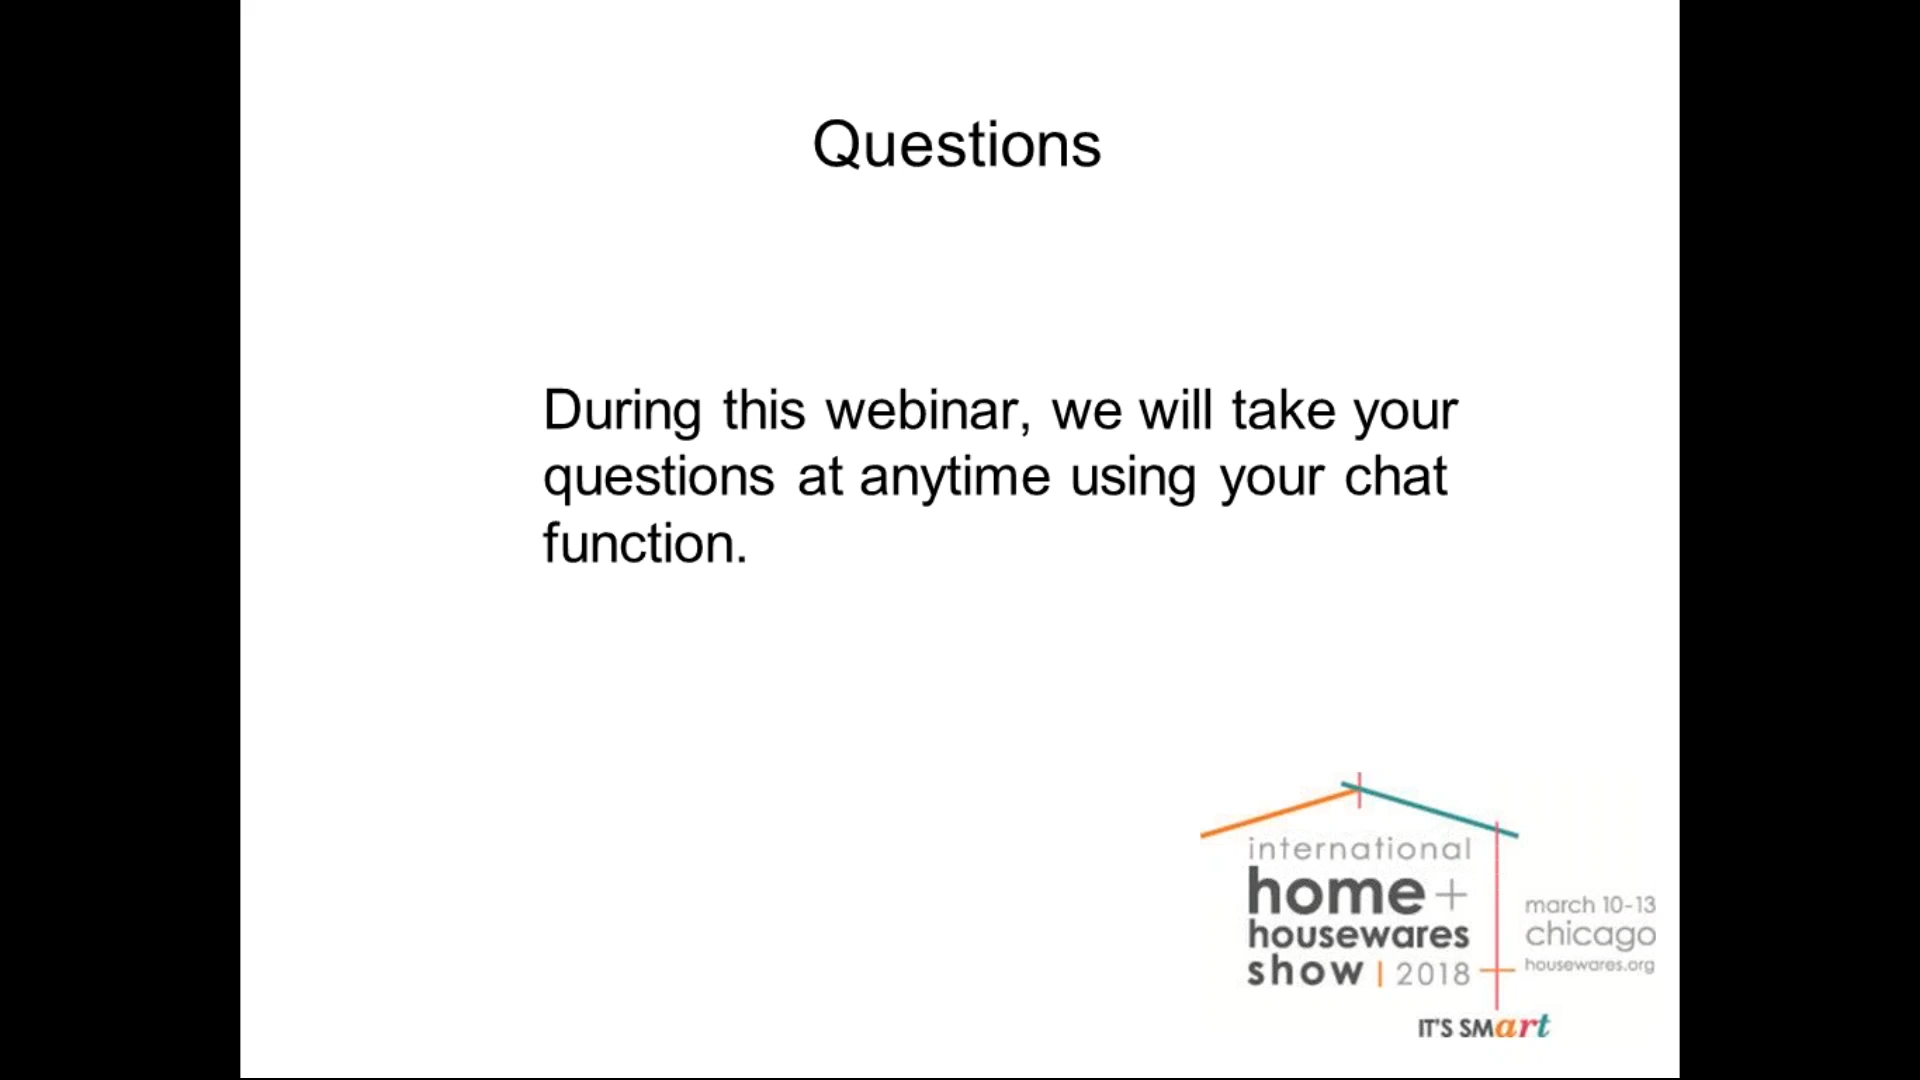 Questions
During this webinar, we will take your
questions at anytime using your chat
function.
international
home +
housewares
show | 2018
march 10-13
chicago
housewares.org
IT'S SMart